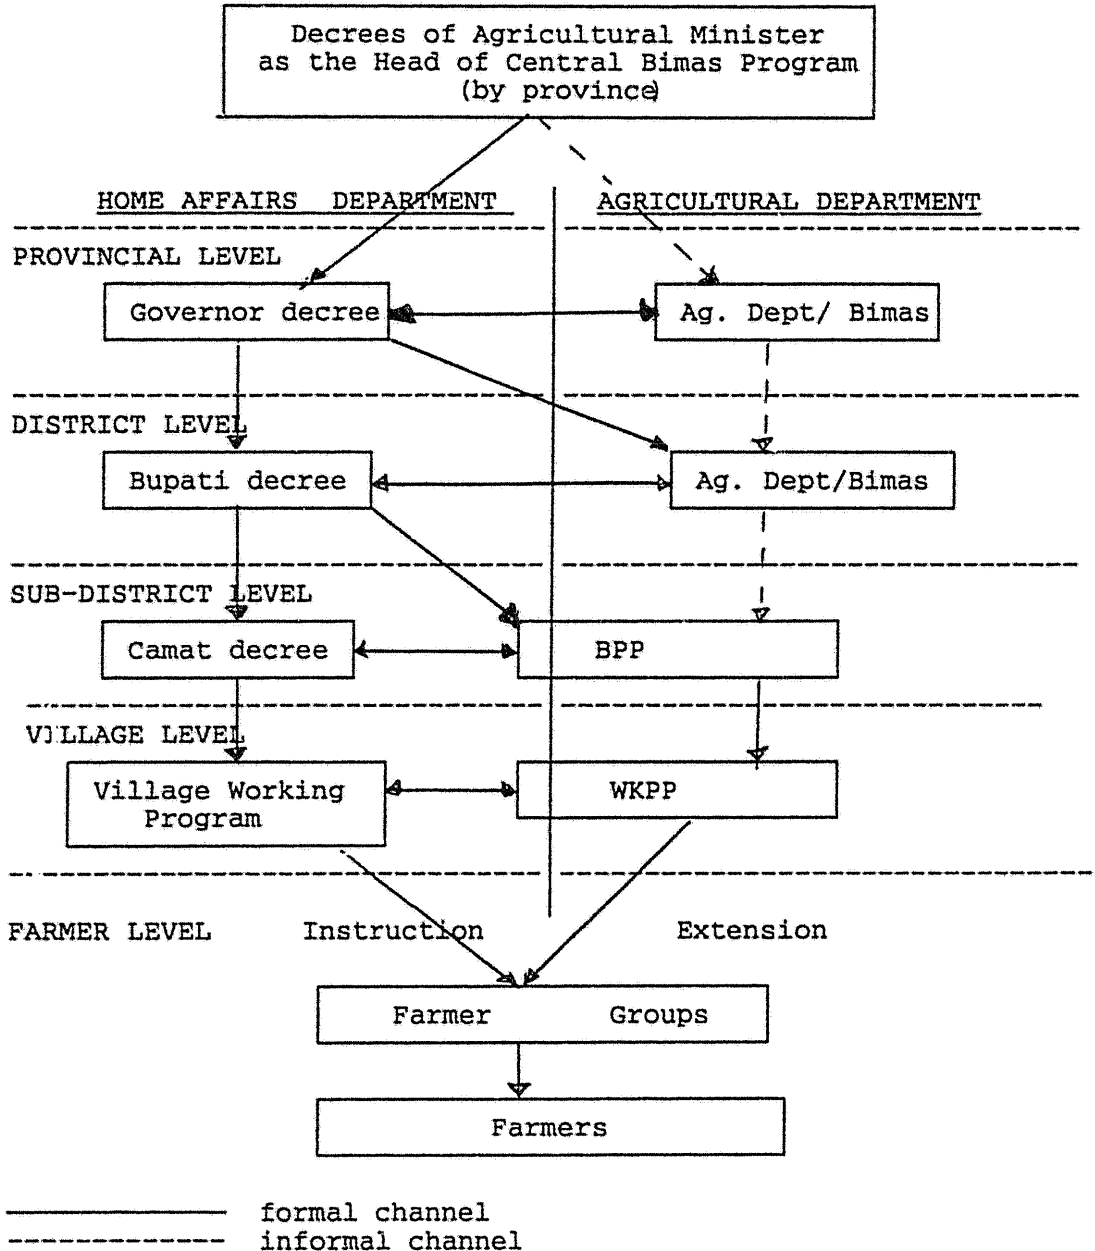 Decrees of Agricultural Minister
as the Head of Central Bimas Program
(by province)
HOME AFFAIRS DEPARTMENT
AGRICULTURAL DEPARTMENT
PROVINCIAL LEVEL
Governor decree
Ag. Dept/ Bimas
DISTRICT LEVEL
Bupati decree
Ag. Dept/Bimas
SUB-DISTRICT LEVEL
Camat decree
BPP
VILLAGE LEVEL
Village Working
Program
WKPP
FARMER LEVEL
Instruction
Extension
Farmer Groups
Farmers
formal channel
informal channel